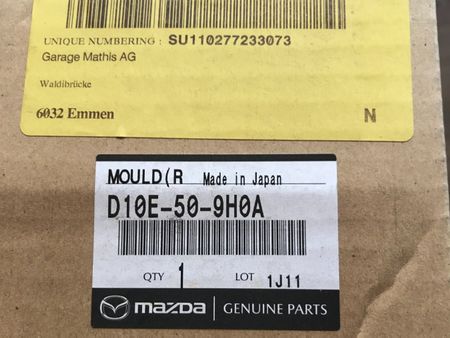 UNIQUE NUMBERING : SU110277233073
Garage Mathis AG
Waldibrücke
6032 Emmen N
MOULD(R Made in Japan
D10E-50-9H0A
QTY 1 LOT 1J11
mazda GENUINE PARTS